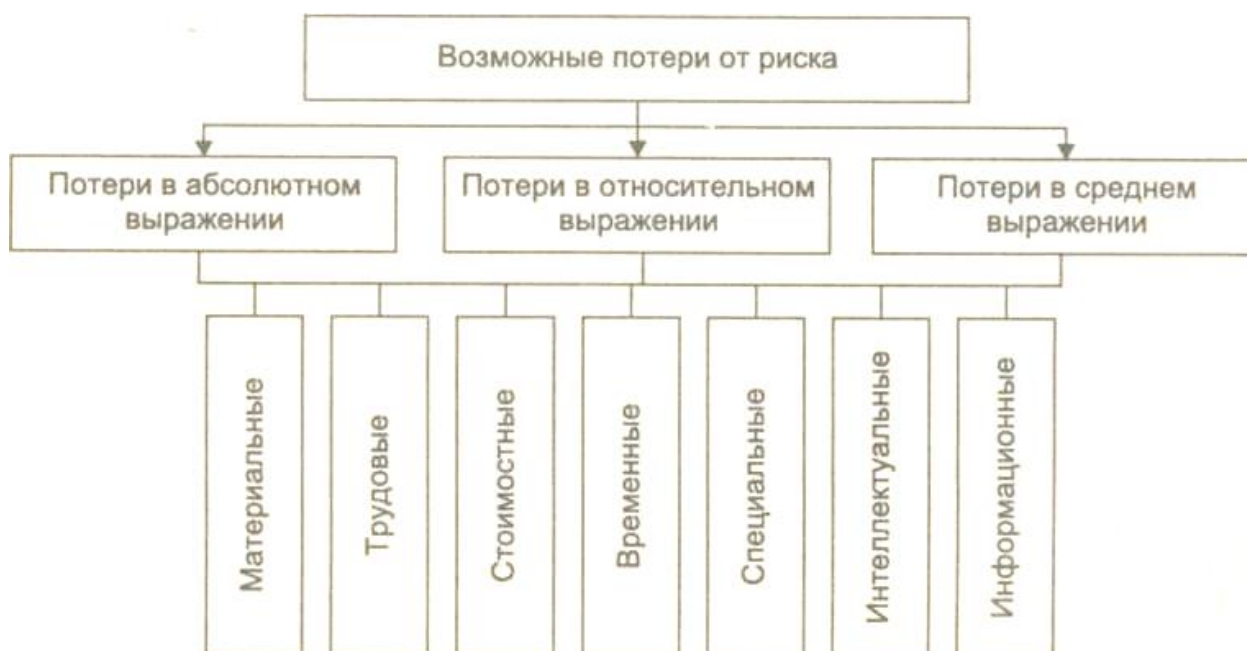 Возможные потери от риска
Потери в абсолютном
выражении
Потери в относительном
выражении
Потери в среднем
выражении
Материальные
Трудовые
Стоимостные
Временные
Специальные
Интеллектуальные
Информационные